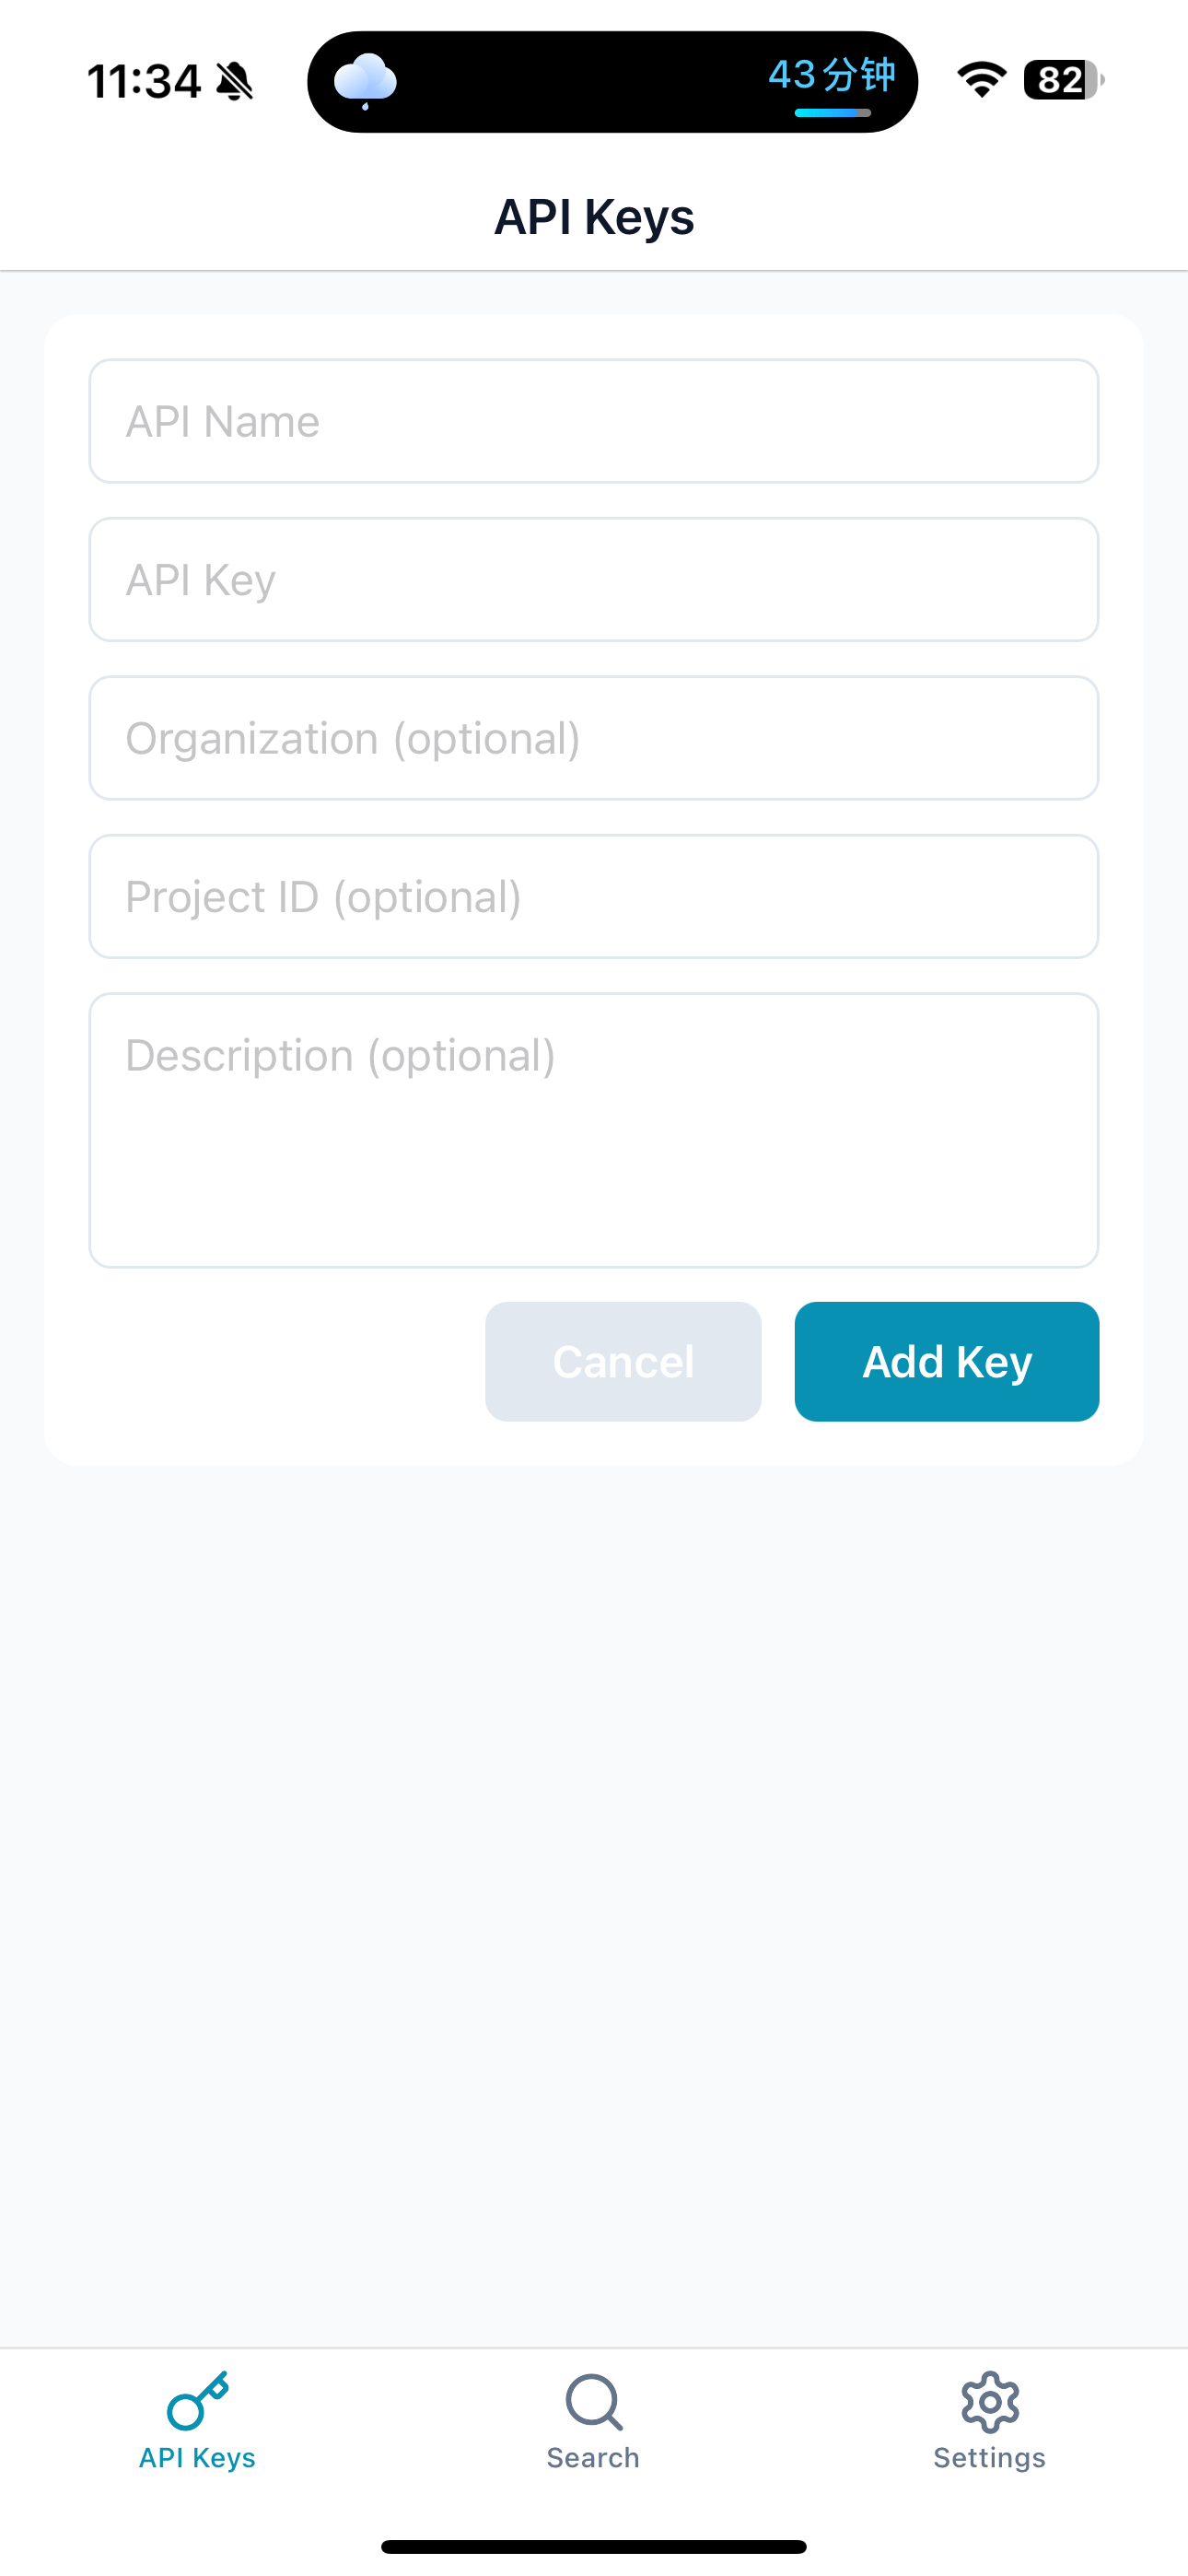 11:34
43分钟
82
API Keys
API Name
API Key
Organization (optional)
Project ID (optional)
Description (optional)
Cancel
Add Key
API Keys
Search
Settings